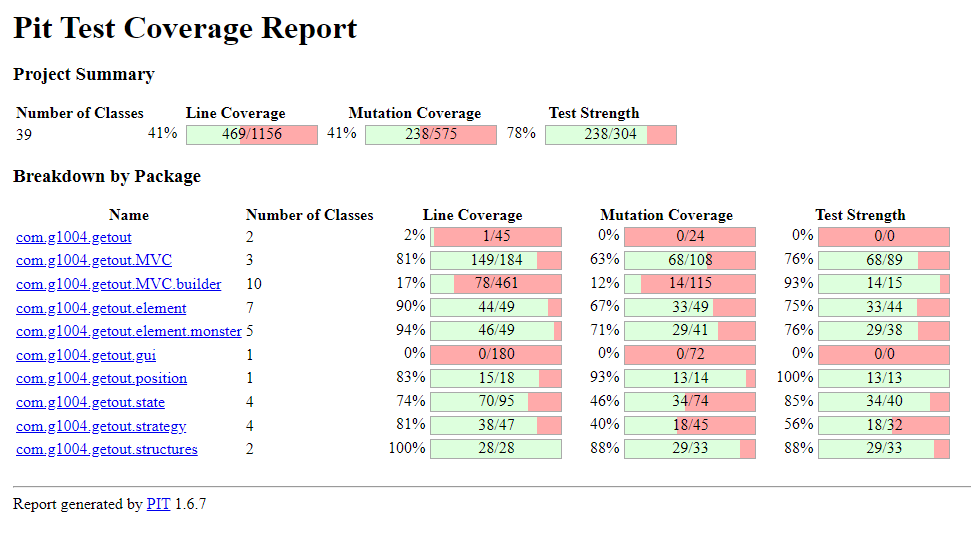 Pit Test Coverage Report
Project Summary
Number of Classes Line Coverage Mutation Coverage Test Strength
39 41% 469/1156 41% 238/575 78% 238/304
Breakdown by Package
Name Number of Classes Line Coverage Mutation Coverage Test Strength
com.g1004.getout 2 2% 1/45 0% 0/24 0% 0/0
com.g1004.getout.MVC 3 81% 149/184 63% 68/108 76% 68/89
com.g1004.getout.MVC.builder 10 17% 78/461 12% 14/115 93% 14/15
com.g1004.getout.element 7 90% 44/49 67% 33/49 75% 33/44
com.g1004.getout.element.monster 5 94% 46/49 71% 29/41 76% 29/38
com.g1004.getout.gui 1 0% 0/180 0% 0/72 0% 0/0
com.g1004.getout.position 1 83% 15/18 93% 13/14 100% 13/13
com.g1004.getout.state 4 74% 70/95 46% 34/74 85% 34/40
com.g1004.getout.strategy 4 81% 38/47 40% 18/45 56% 18/32
com.g1004.getout.structures 2 100% 28/28 88% 29/33 88% 29/33
Report generated by PIT 1.6.7